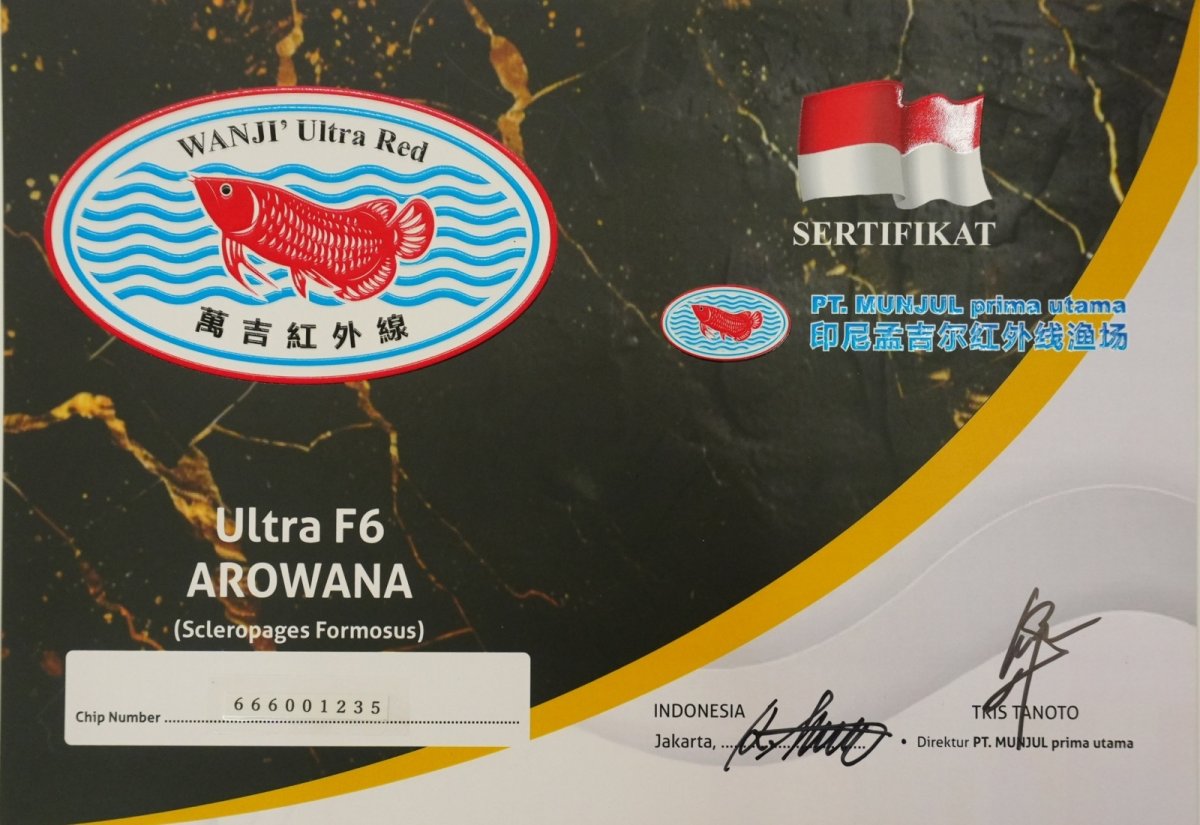 WANJI' Ultra Red
萬吉紅外線
SERTIFIKAT
PT. MUNJUL prima utama
印尼孟吉尔红外线渔场
Ultra F6
AROWANA
(Scleropages Formosus)
Chip Number ........ 666001235 ........
INDONESIA
Jakarta, ........
TRIS TANOTO
• Direktur PT. MUNJUL prima utama